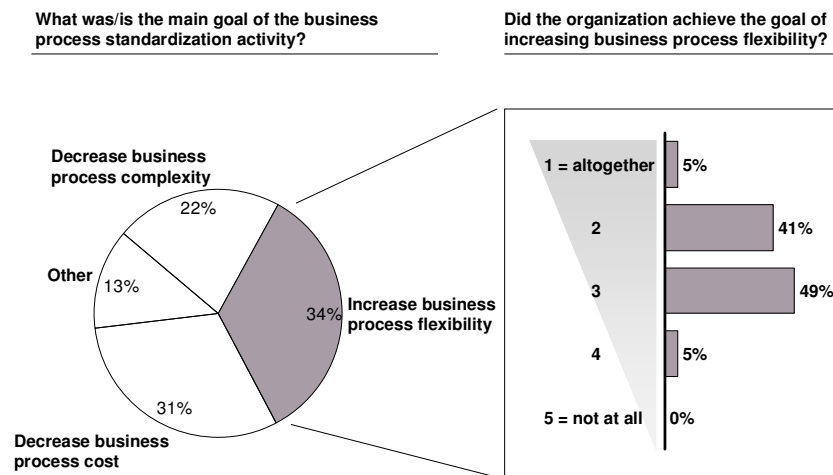 What was/is the main goal of the business
process standardization activity?
Did the organization achieve the goal of
increasing business process flexibility?
Decrease business
process complexity
22%
Other
13%
34%
Increase business
process flexibility
31%
Decrease business
process cost
1 = altogether
5%
2
41%
3
49%
4
5%
5 = not at all
0%